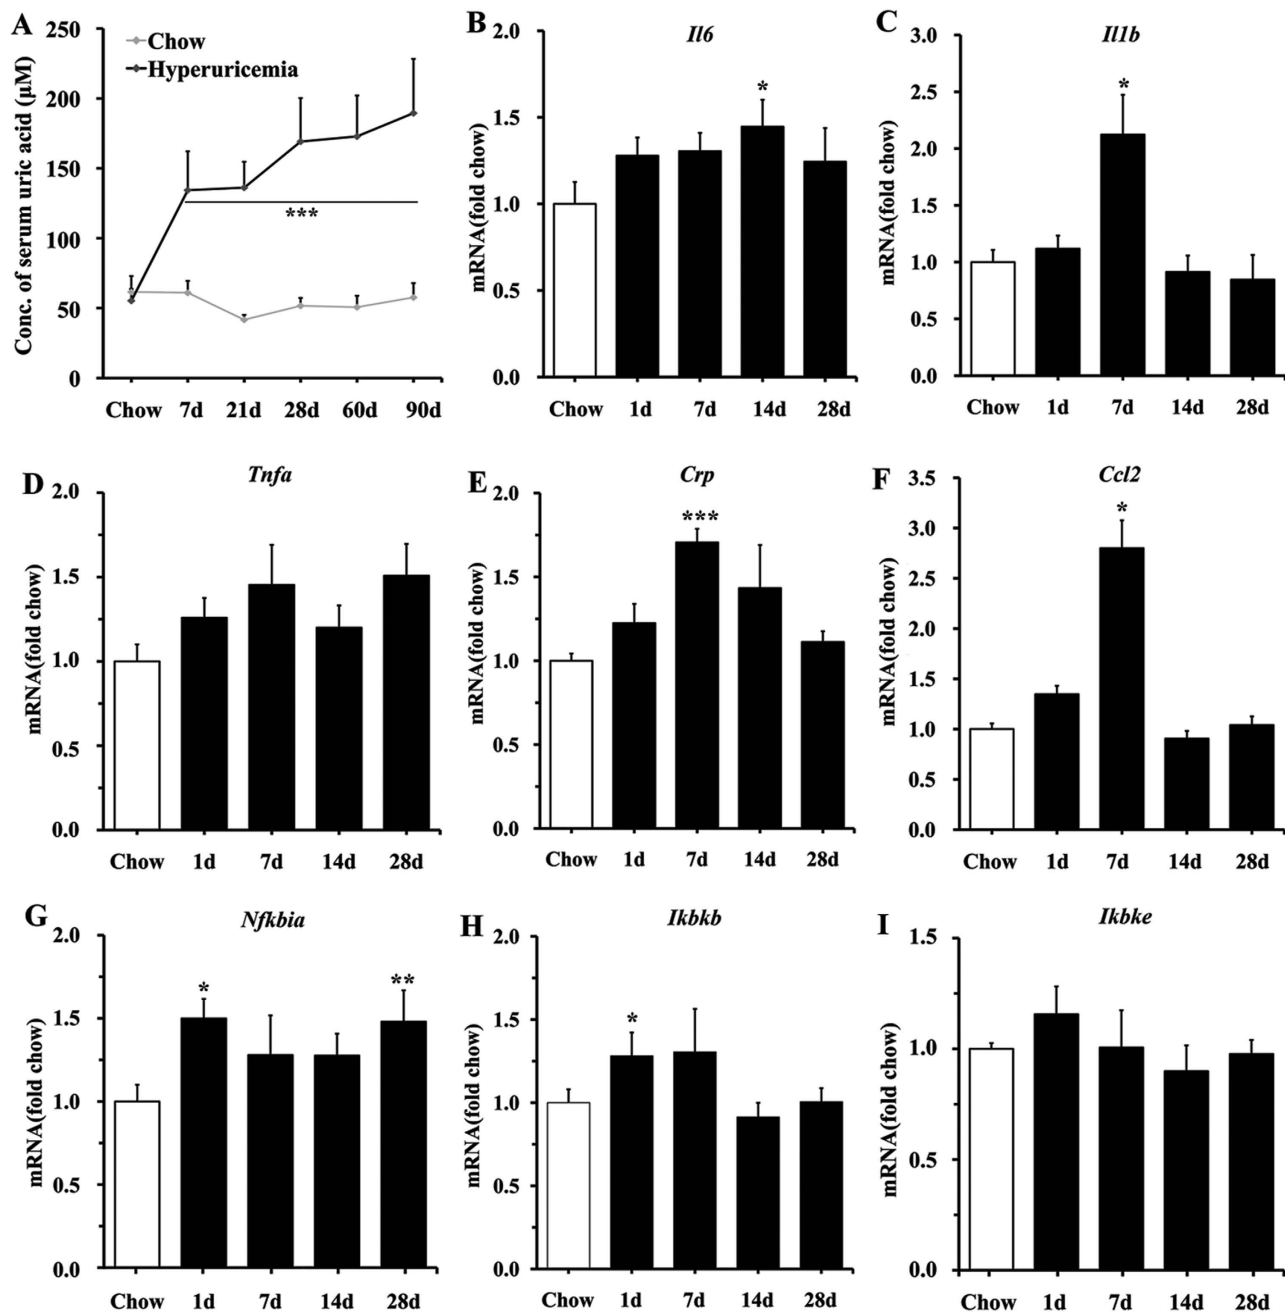 A
Conc. of serum uric acid (μM)
250
200
150
100
50
0
Chow
Hyperuricemia
***
Chow 7d 21d 28d 60d 90d
B
Il6
mRNA(fold chow)
2.0
1.5
1.0
0.5
0.0
*
Chow 1d 7d 14d 28d
C
Il1b
mRNA(fold chow)
3.0
2.5
2.0
1.5
1.0
0.5
0.0
*
Chow 1d 7d 14d 28d
D
Tnfa
mRNA(fold chow)
2.0
1.5
1.0
0.5
0.0
Chow 1d 7d 14d 28d
E
Crp
mRNA(fold chow)
2.0
1.5
1.0
0.5
0.0
***
Chow 1d 7d 14d 28d
F
Ccl2
mRNA(fold chow)
3.5
3.0
2.5
2.0
1.5
1.0
0.5
0.0
*
Chow 1d 7d 14d 28d
G
Nfkbia
mRNA(fold chow)
2.0
1.5
1.0
0.5
0.0
*
**
Chow 1d 7d 14d 28d
H
Ikbkb
mRNA(fold chow)
2.0
1.5
1.0
0.5
0.0
*
Chow 1d 7d 14d 28d
I
Ikbke
mRNA(fold chow)
1.5
1.0
0.5
0.0
Chow 1d 7d 14d 28d